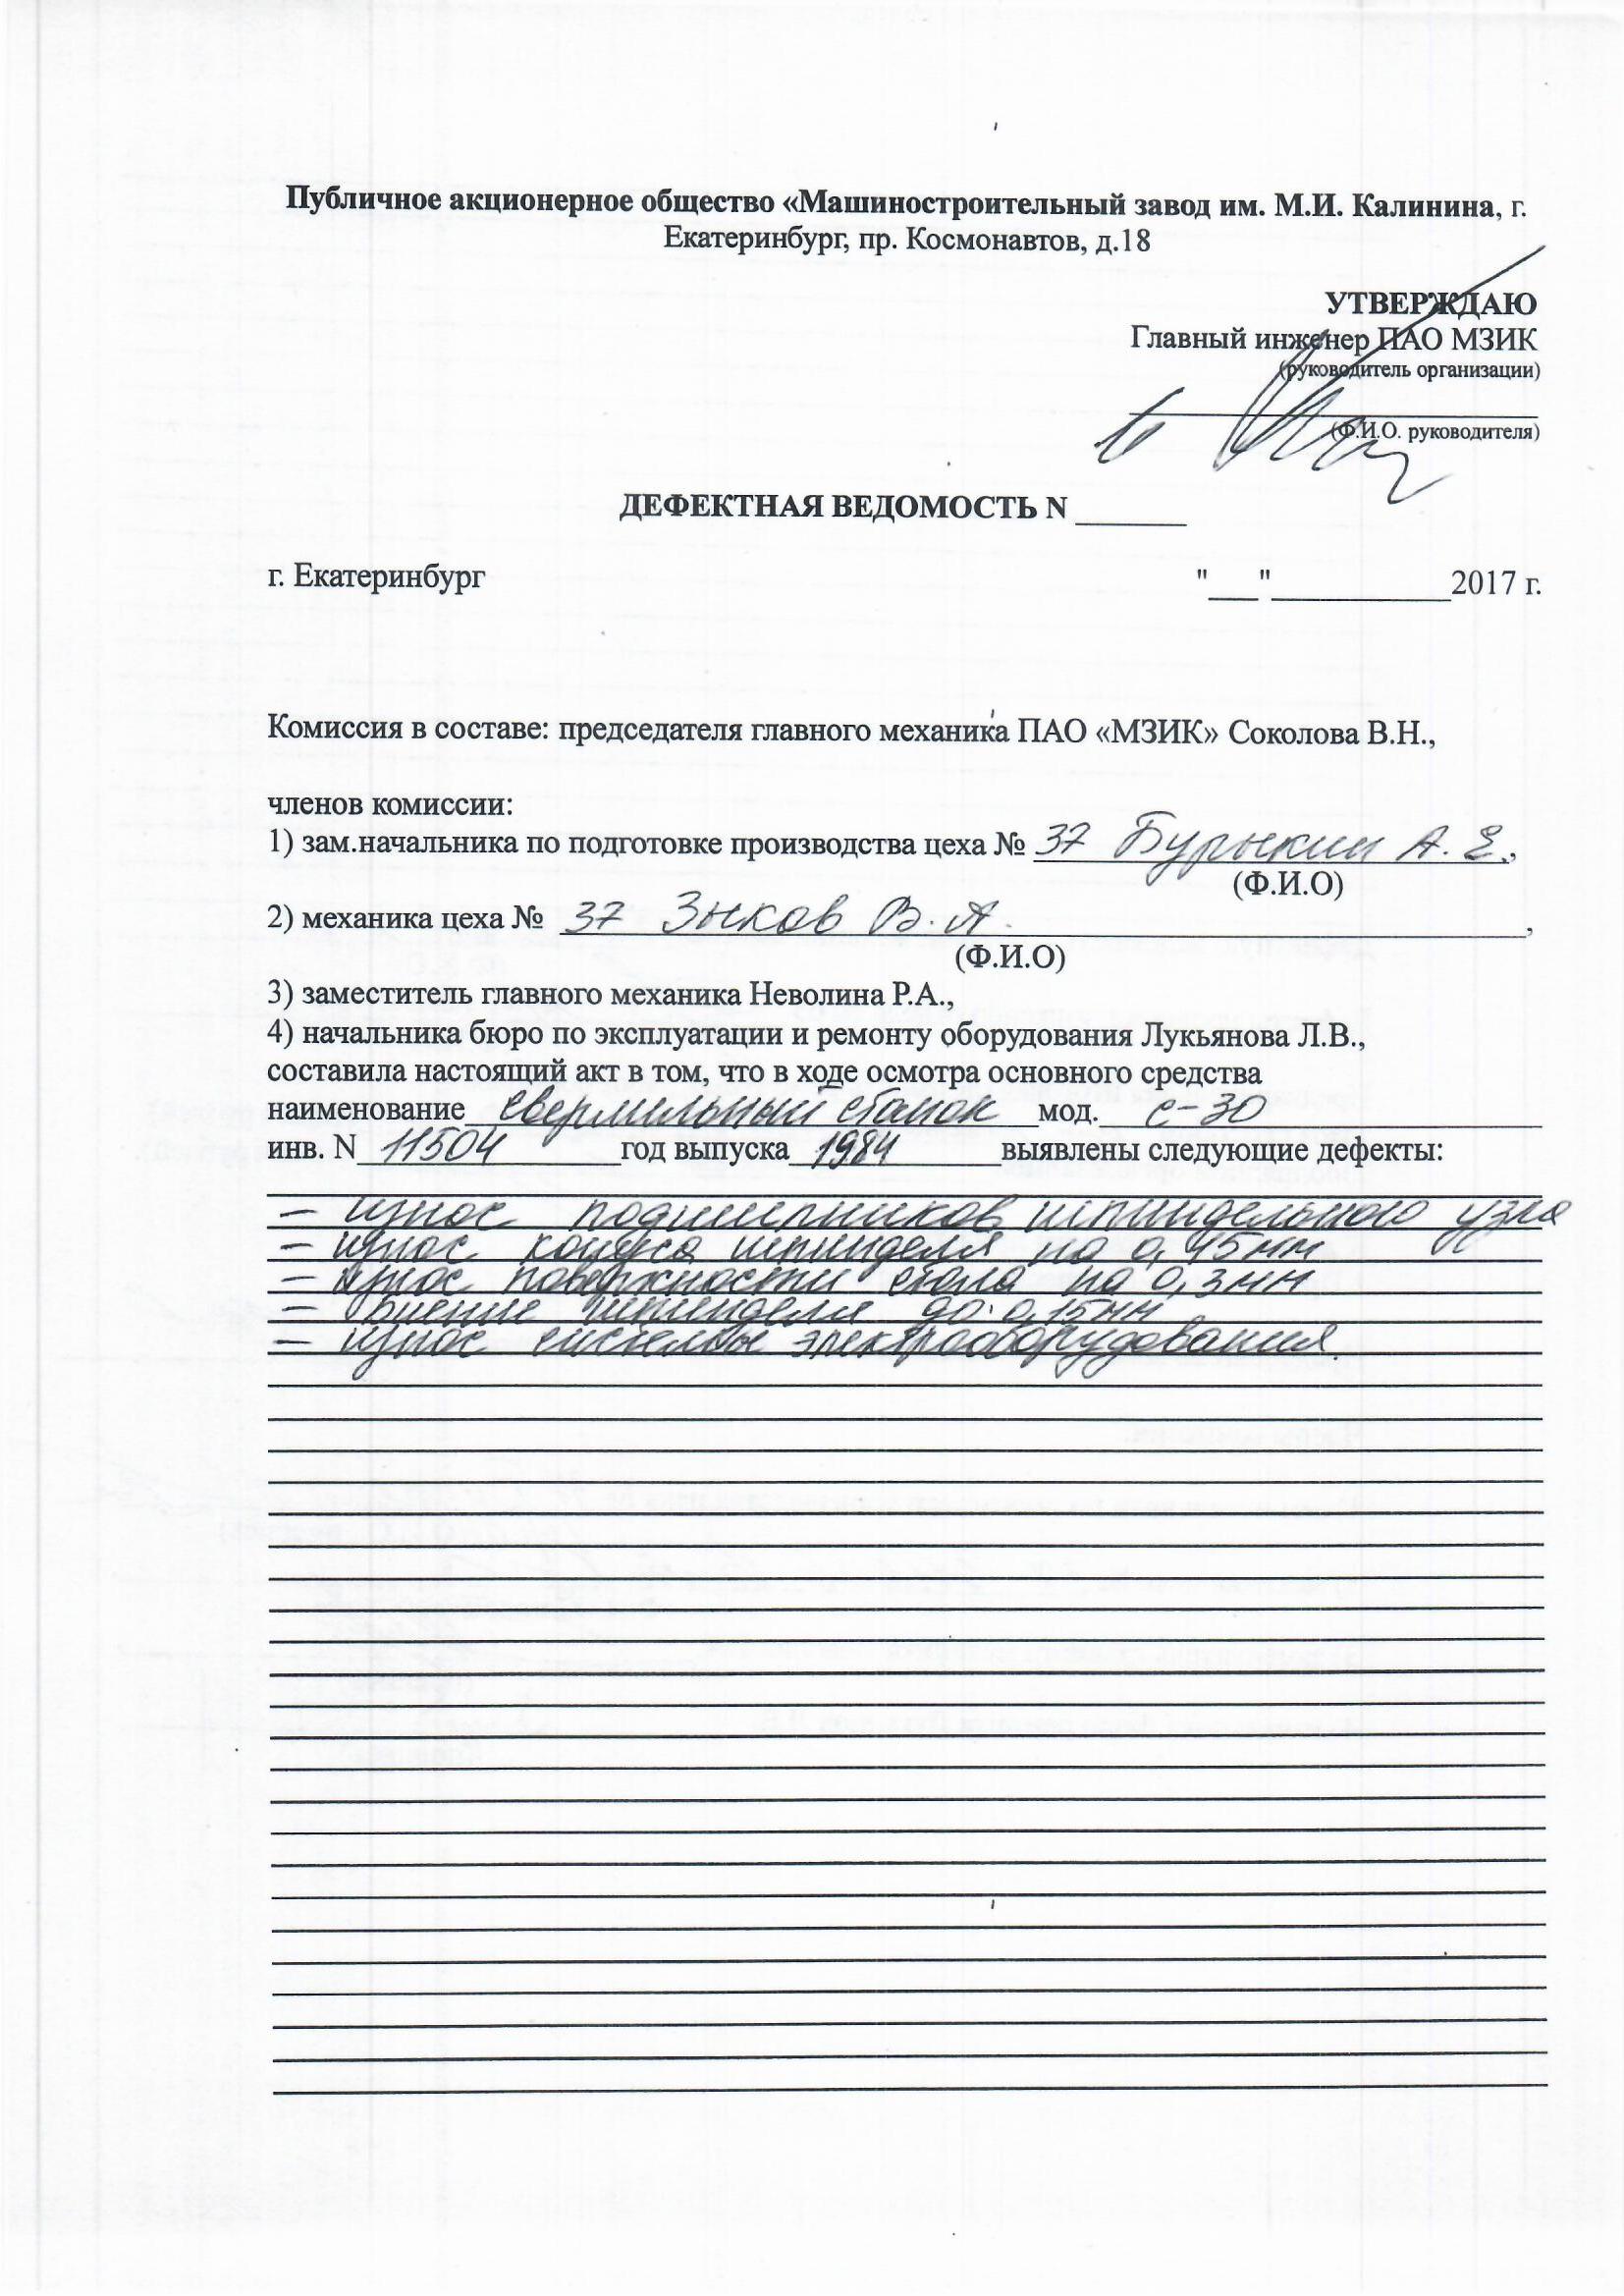 Публичное акционерное общество «Машиностроительный завод им. М.И. Калинина, г.
Екатеринбург, пр. Космонавтов, д.18
УТВЕРЖДАЮ
Главный инженер ПАО МЗИК
(руководитель организации)
(Ф.И.О. руководителя)
ДЕФЕКТНАЯ ВЕДОМОСТЬ N _______
г. Екатеринбург "___"___________2017 г.
Комиссия в составе: председателя главного механика ПАО «МЗИК» Соколова В.Н.,
членов комиссии:
1) зам.начальника по подготовке производства цеха № 37 Бурыкин А. Е.,
(Ф.И.О)
2) механика цеха № 37 Зыков В. А.,
(Ф.И.О)
3) заместитель главного механика Неволина Р.А.,
4) начальника бюро по эксплуатации и ремонту оборудования Лукьянова Л.В.,
составила настоящий акт в том, что в ходе осмотра основного средства
наименование сверлильный станок мод. с-30
инв. N 11504 год выпуска 1984 выявлены следующие дефекты:
– износ подшипников шпиндельного узла
– износ конуса шпинделя на 0,45мм
– износ поверхности стола на 0,3мм
– биение шпинделя до 0,15мм
– износ системы электрооборудования.